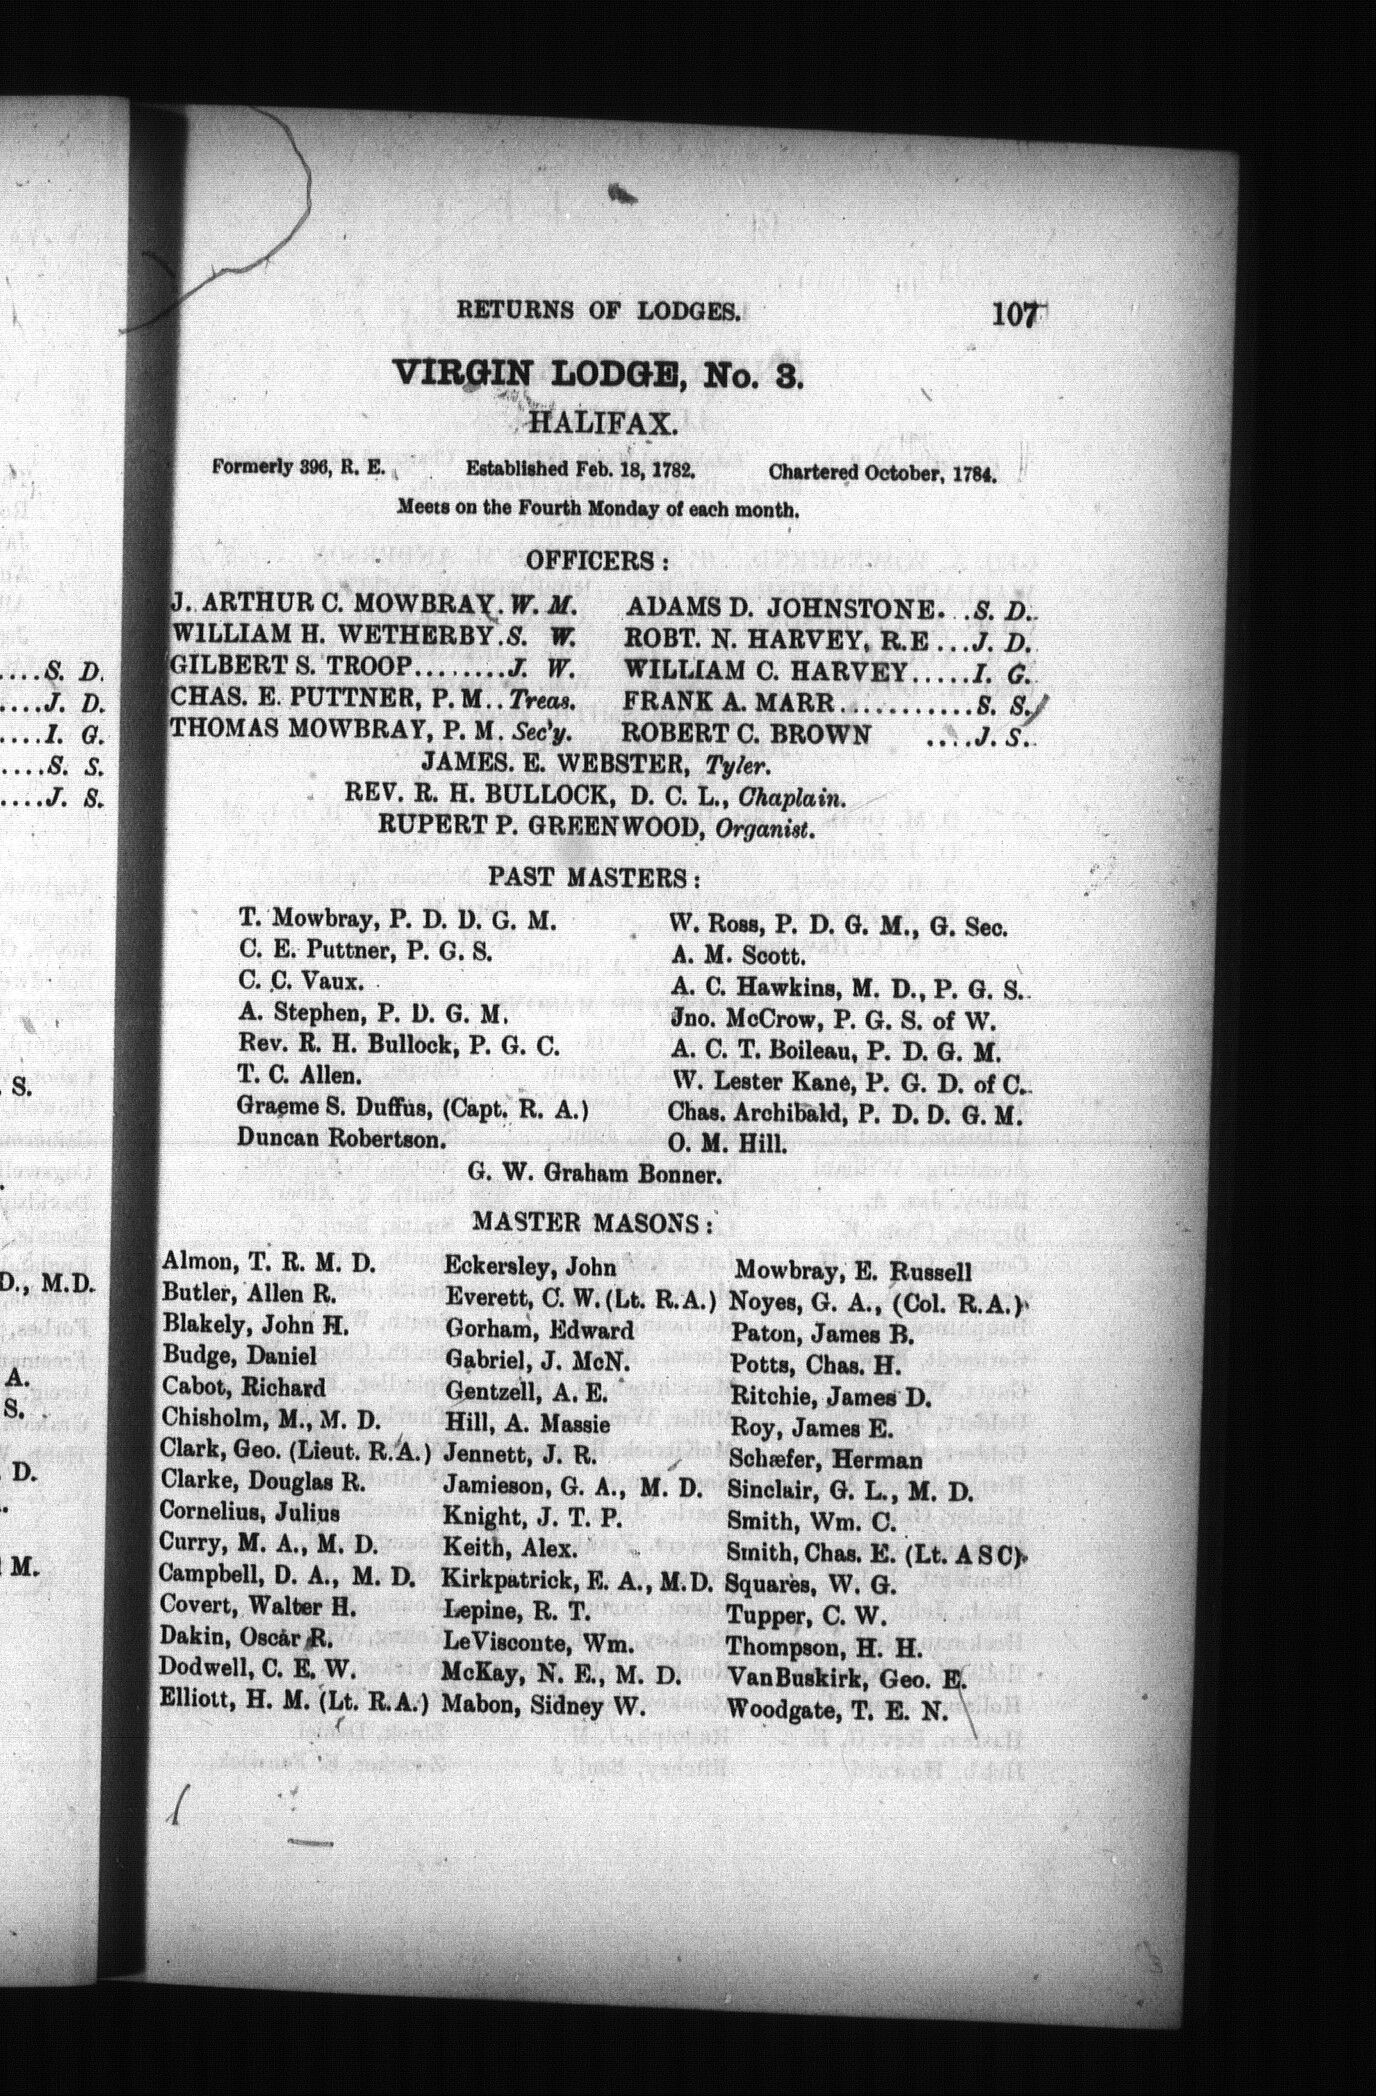 RETURNS OF LODGES. 107
VIRGIN LODGE, No. 3.
HALIFAX.
Formerly 396, R. E. Established Feb. 18, 1782. Chartered October, 1784.
Meets on the Fourth Monday of each month.
OFFICERS:
J. ARTHUR C. MOWBRAY. W. M. ADAMS D. JOHNSTONE. . .S. D.
WILLIAM H. WETHERBY.S. W. ROBT. N. HARVEY, R.E ...J. D.
GILBERT S. TROOP.........J. W. WILLIAM C. HARVEY.....I. G.
CHAS. E. PUTTNER, P. M.. Treas. FRANK A. MARR ...........S. S.
THOMAS MOWBRAY, P. M. Sec'y. ROBERT C. BROWN ....J. S.
JAMES. E. WEBSTER, Tyler.
REV. R. H. BULLOCK, D. C. L., Chaplain.
RUPERT P. GREENWOOD, Organist.
PAST MASTERS:
T. Mowbray, P. D. D. G. M. W. Ross, P. D. G. M., G. Sec.
C. E. Puttner, P. G. S. A. M. Scott.
C. C. Vaux. A. C. Hawkins, M. D., P. G. S.
A. Stephen, P. D. G. M. Jno. McCrow, P. G. S. of W.
Rev. R. H. Bullock, P. G. C. A. C. T. Boileau, P. D. G. M.
T. C. Allen. W. Lester Kane, P. G. D. of C.
Graeme S. Duffus, (Capt. R. A.) Chas. Archibald, P. D. D. G. M.
Duncan Robertson. O. M. Hill.
G. W. Graham Bonner.
MASTER MASONS:
Almon, T. R. M. D. Eckersley, John Mowbray, E. Russell
Butler, Allen R. Everett, C. W. (Lt. R.A.) Noyes, G. A., (Col. R.A.)
Blakely, John H. Gorham, Edward Paton, James B.
Budge, Daniel Gabriel, J. McN. Potts, Chas. H.
Cabot, Richard Gentzell, A. E. Ritchie, James D.
Chisholm, M., M. D. Hill, A. Massie Roy, James E.
Clark, Geo. (Lieut. R.A.) Jennett, J. R. Schæfer, Herman
Clarke, Douglas R. Jamieson, G. A., M. D. Sinclair, G. L., M. D.
Cornelius, Julius Knight, J. T. P. Smith, Wm. C.
Curry, M. A., M. D. Keith, Alex. Smith, Chas. E. (Lt. A S C)
Campbell, D. A., M. D. Kirkpatrick, E. A., M.D. Squares, W. G.
Covert, Walter H. Lepine, R. T. Tupper, C. W.
Dakin, Oscar R. LeVisconte, Wm. Thompson, H. H.
Dodwell, C. E. W. McKay, N. E., M. D. VanBuskirk, Geo. E.
Elliott, H. M. (Lt. R.A.) Mabon, Sidney W. Woodgate, T. E. N.
....S. D.
....J. D.
....I. G.
....S. S.
....J. S.
. S.
D., M.D.
A.
S.
. D.
M.